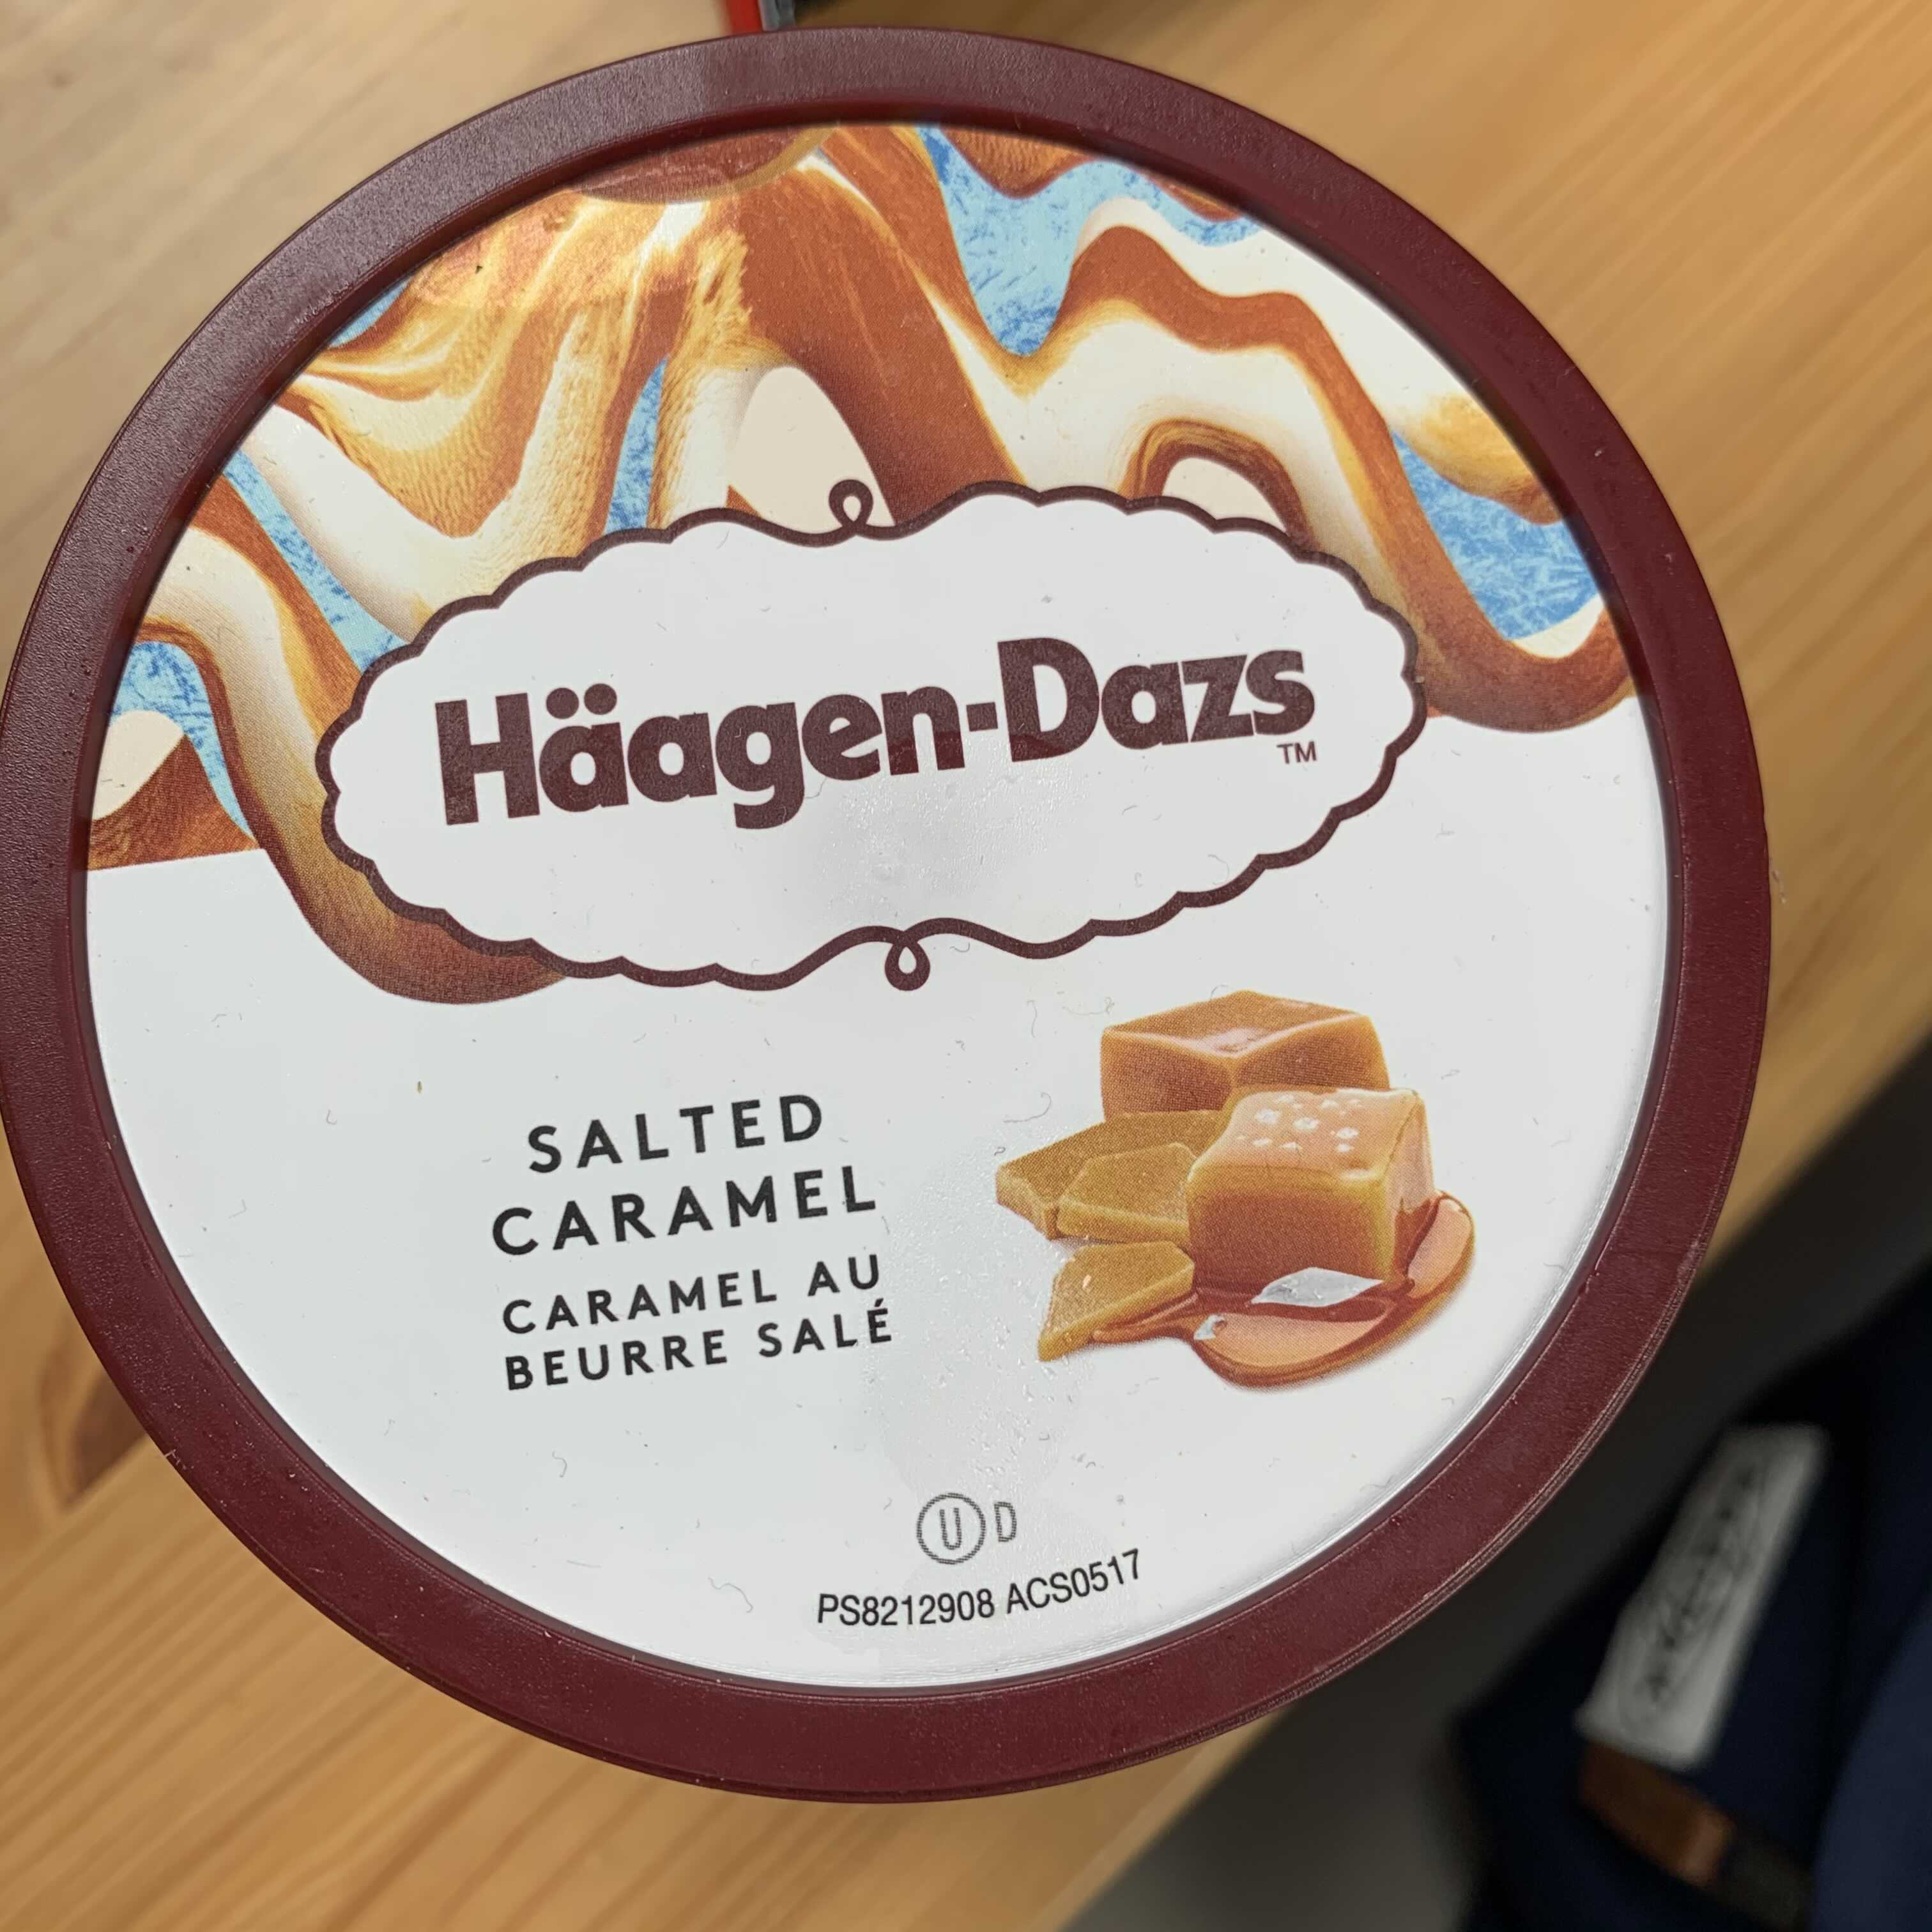 Häagen-Dazs
TM
SALTED
CARAMEL
CARAMEL AU
BEURRE SALÉ
U D
PS8212908 ACS0517